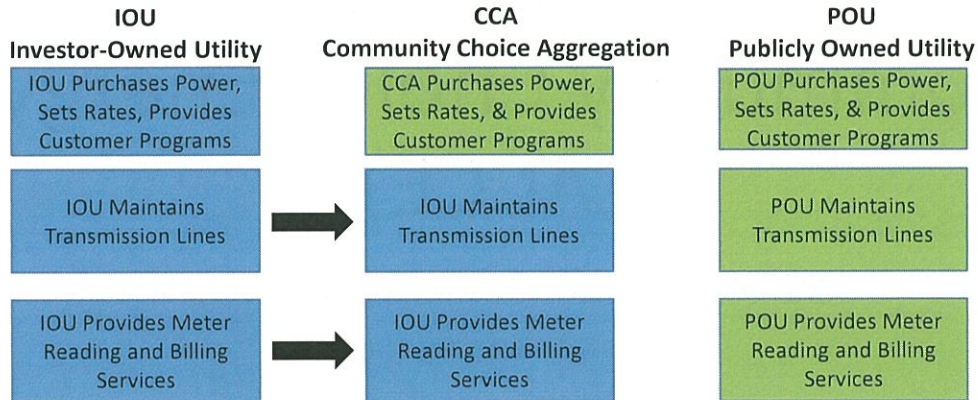 IOU
Investor-Owned Utility
CCA
Community Choice Aggregation
POU
Publicly Owned Utility
IOU Purchases Power,
Sets Rates, Provides
Customer Programs
CCA Purchases Power,
Sets Rates, & Provides
Customer Programs
POU Purchases Power,
Sets Rates, & Provides
Customer Programs
IOU Maintains
Transmission Lines
IOU Maintains
Transmission Lines
POU Maintains
Transmission Lines
IOU Provides Meter
Reading and Billing
Services
IOU Provides Meter
Reading and Billing
Services
POU Provides Meter
Reading and Billing
Services